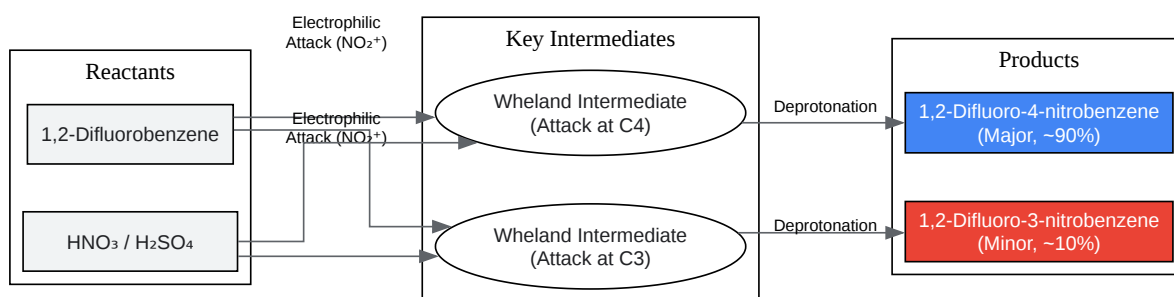 Electrophilic
Attack (NO₂⁺)
Reactants
Key Intermediates
Products
1,2-Difluorobenzene
Electrophilic
Attack (NO₂⁺)
Wheland Intermediate
(Attack at C4)
Deprotonation
1,2-Difluoro-4-nitrobenzene
(Major, ~90%)
HNO₃ / H₂SO₄
Wheland Intermediate
(Attack at C3)
Deprotonation
1,2-Difluoro-3-nitrobenzene
(Minor, ~10%)